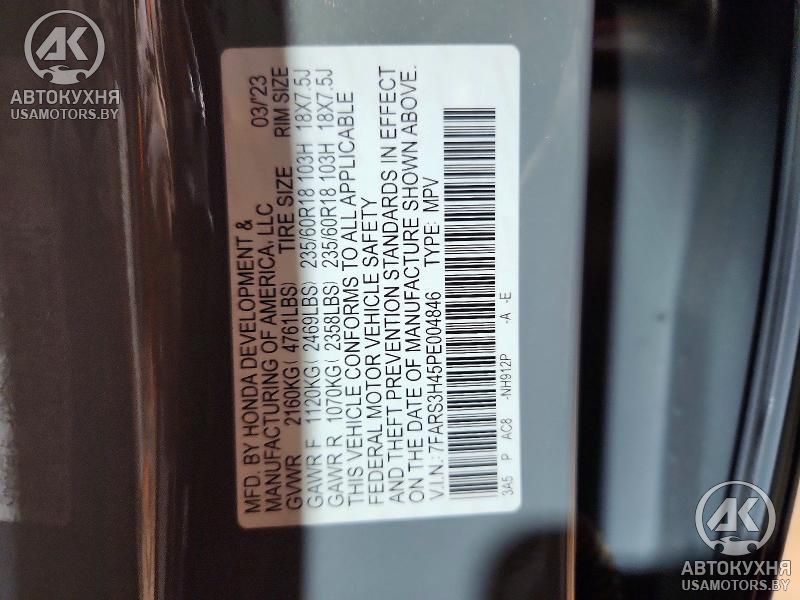 MFD. BY HONDA DEVELOPMENT &
MANUFACTURING OF AMERICA, LLC 03/'23
GVWR 2160KG ( 4761LBS) TIRE SIZE RIM SIZE
GAWR F 1120KG ( 2469LBS) 235/60R18 103H 18X7.5J
GAWR R 1070KG ( 2358LBS) 235/60R18 103H 18X7.5J
THIS VEHICLE CONFORMS TO ALL APPLICABLE
FEDERAL MOTOR VEHICLE SAFETY
AND THEFT PREVENTION STANDARDS IN EFFECT
ON THE DATE OF MANUFACTURE SHOWN ABOVE.
V.I.N.: 7FARS3H45PE004846 TYPE: MPV
3A5 P AC8 -NH912P -A -E
АК
АВТОКУХНЯ
USAMOTORS.BY
АК
АВТОКУХНЯ
USAMOTORS.BY